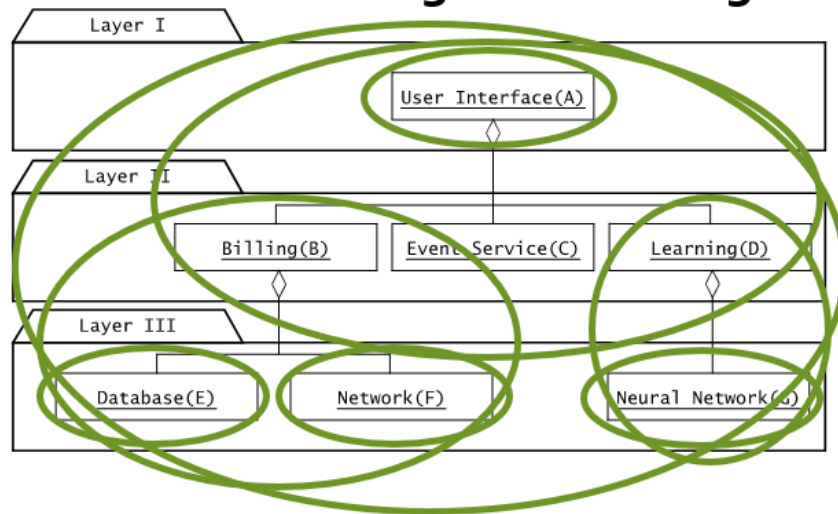 Layer I
User Interface(A)
Layer II
Billing(B)
Event Service(C)
Learning(D)
Layer III
Database(E)
Network(F)
Neural Network(G)